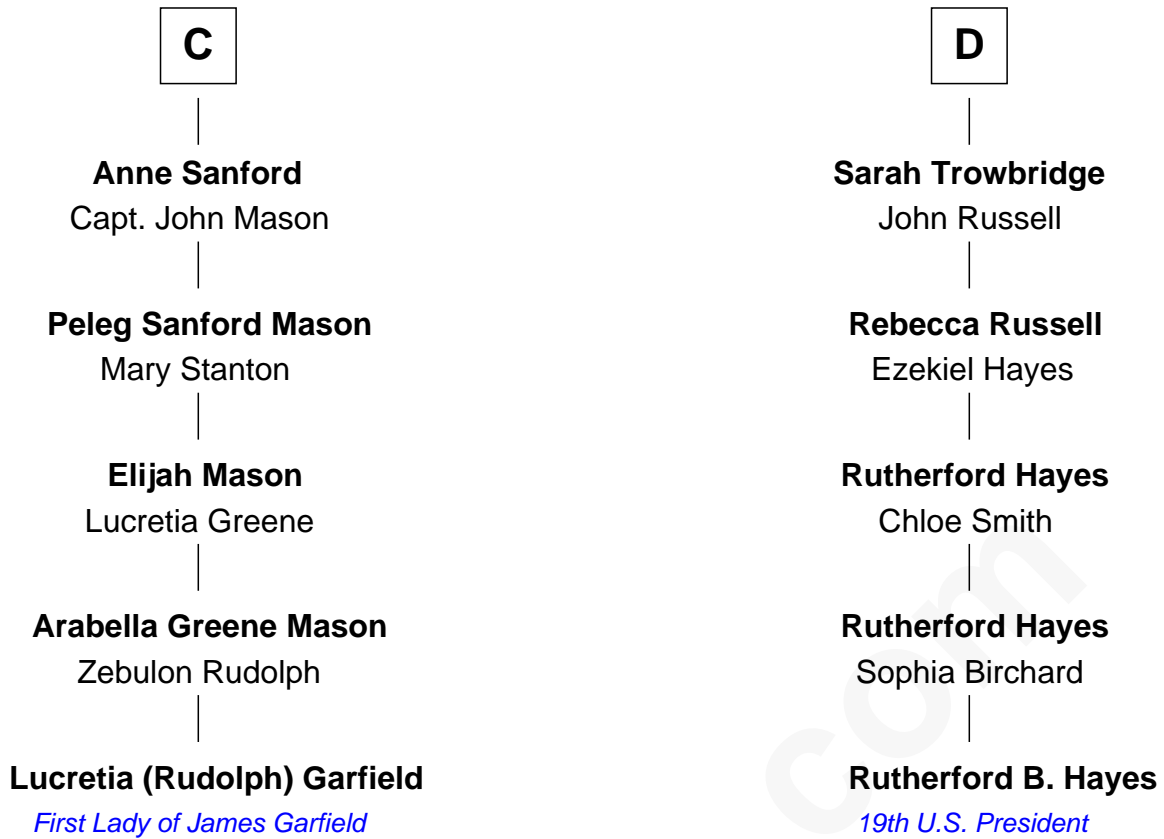 C
Anne Sanford
Capt. John Mason
Peleg Sanford Mason
Mary Stanton
Elijah Mason
Lucretia Greene
Arabella Greene Mason
Zebulon Rudolph
Lucretia (Rudolph) Garfield
First Lady of James Garfield
D
Sarah Trowbridge
John Russell
Rebecca Russell
Ezekiel Hayes
Rutherford Hayes
Chloe Smith
Rutherford Hayes
Sophia Birchard
Rutherford B. Hayes
19th U.S. President
com